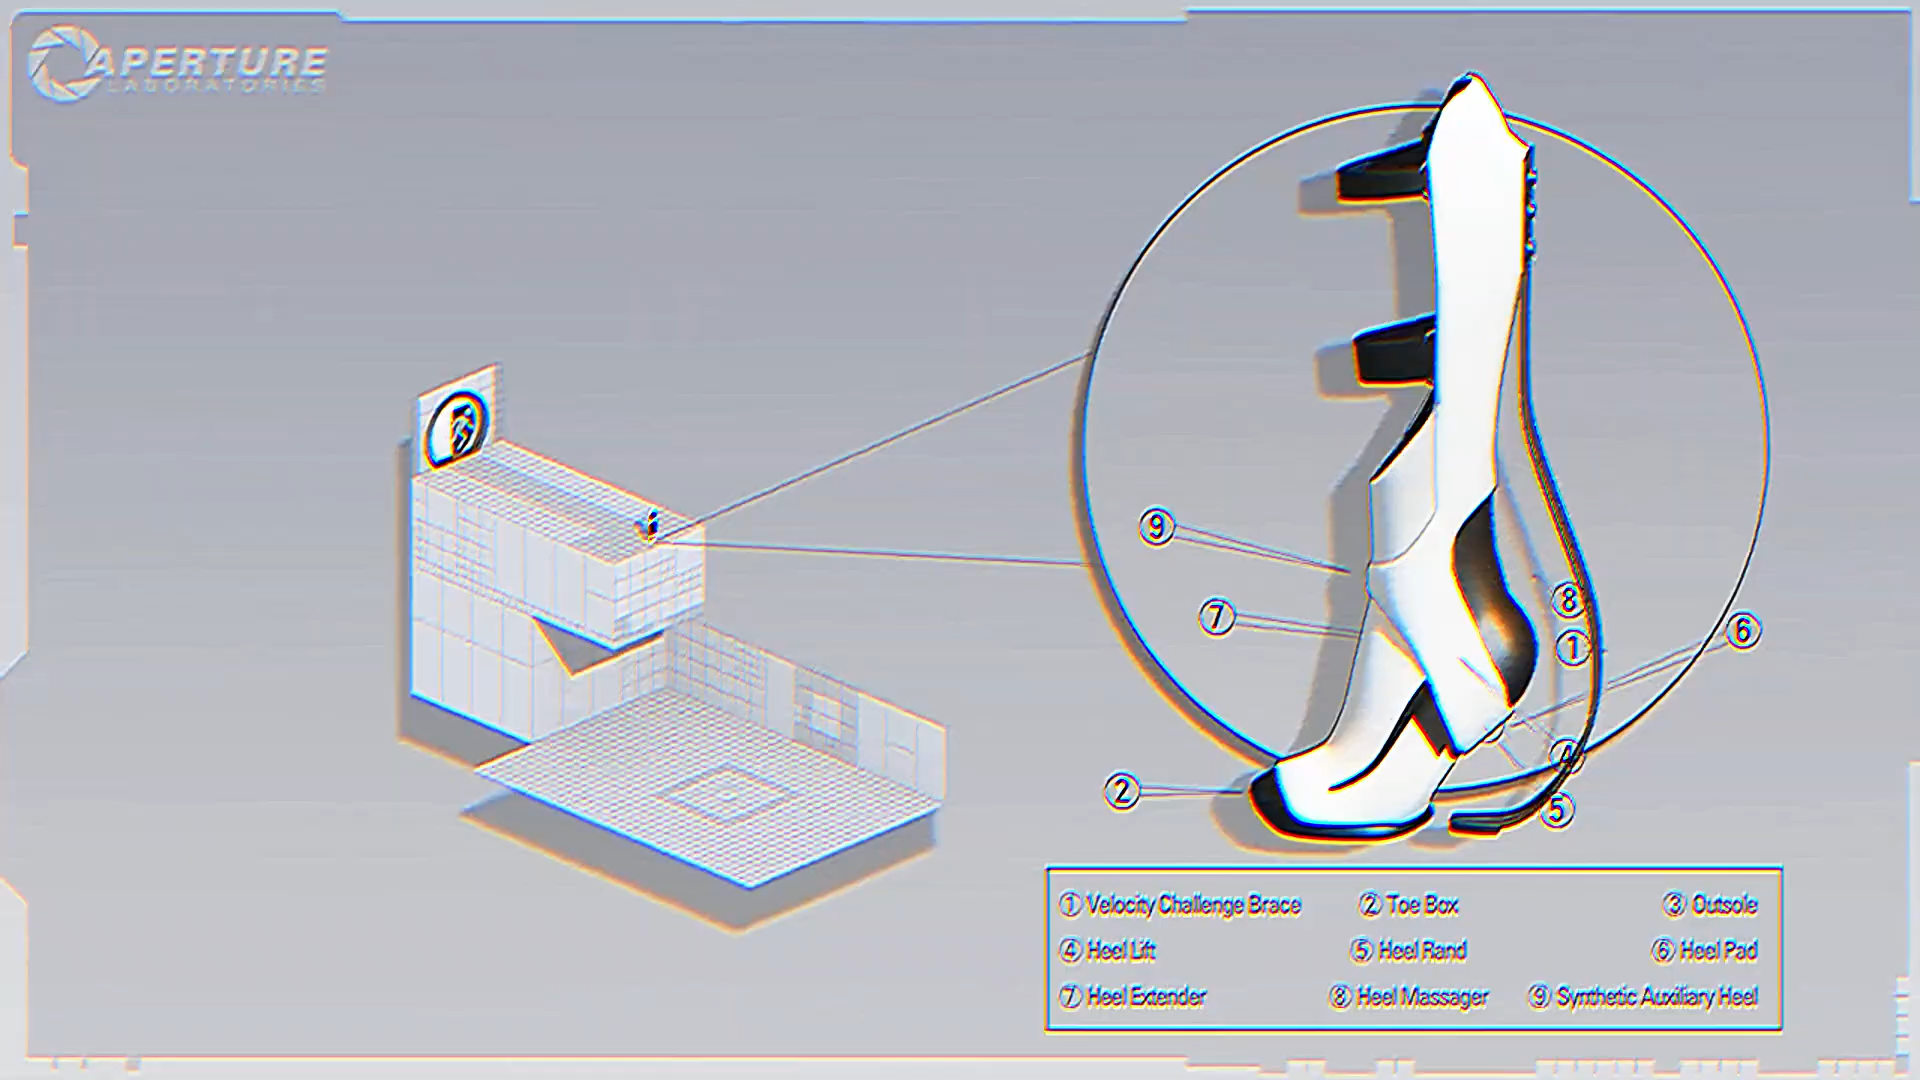 APERTURE
LABORATORIES
⑨
⑦
⑧
①
⑥
④
②
⑤
① Velocity Challenge Brace ② Toe Box ③ Outsole
④ Heel Lift ⑤ Heel Rand ⑥ Heel Pad
⑦ Heel Extender ⑧ Heel Massager ⑨ Synthetic Auxiliary Heel